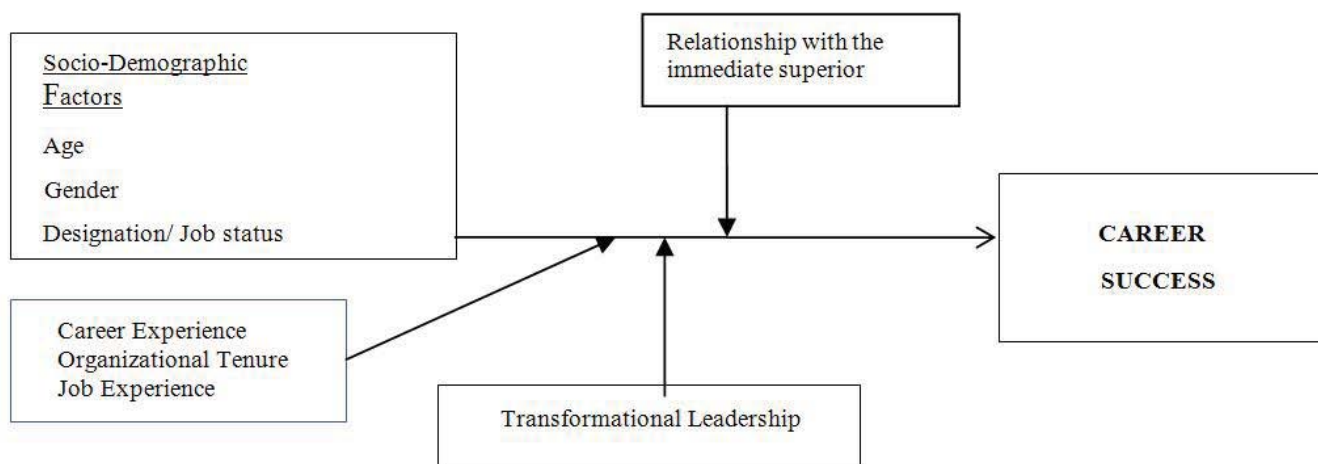 Socio-Demographic
Factors
Age
Gender
Designation/ Job status
Relationship with the
immediate superior
CAREER
SUCCESS
Career Experience
Organizational Tenure
Job Experience
Transformational Leadership